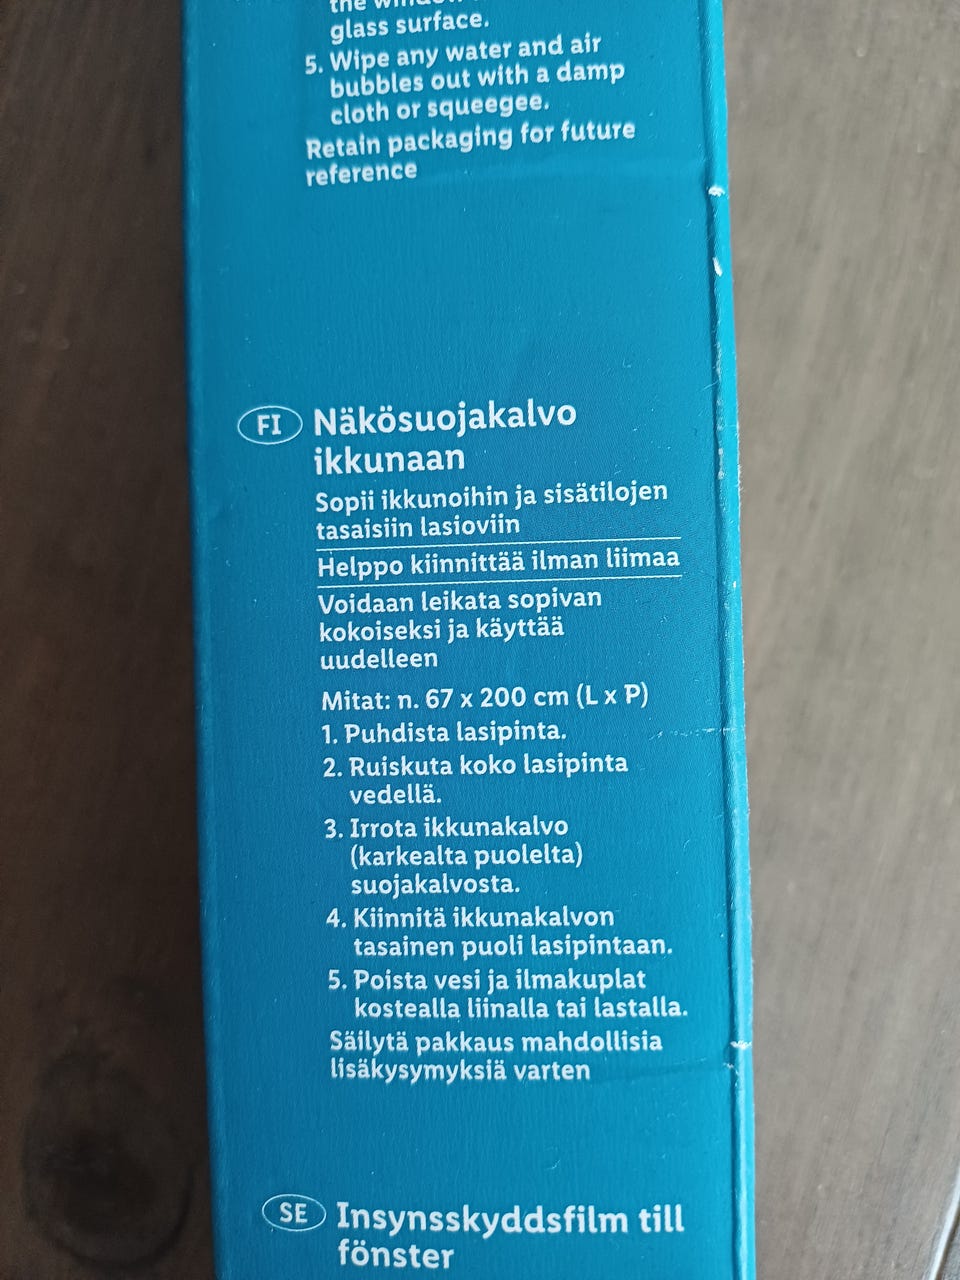 the window
glass surface.
5. Wipe any water and air
bubbles out with a damp
cloth or squeegee.
Retain packaging for future
reference
FI Näkösuojakalvo
ikkunaan
Sopii ikkunoihin ja sisätilojen
tasaisiin lasioviin
Helppo kiinnittää ilman liimaa
Voidaan leikata sopivan
kokoiseksi ja käyttää
uudelleen
Mitat: n. 67 x 200 cm (L x P)
1. Puhdista lasipinta.
2. Ruiskuta koko lasipinta
vedellä.
3. Irrota ikkunakalvo
(karkealta puolelta)
suojakalvosta.
4. Kiinnitä ikkunakalvon
tasainen puoli lasipintaan.
5. Poista vesi ja ilmakuplat
kostealla liinalla tai lastalla.
Säilytä pakkaus mahdollisia
lisäkysymyksiä varten
SE Insynsskyddsfilm till
fönster